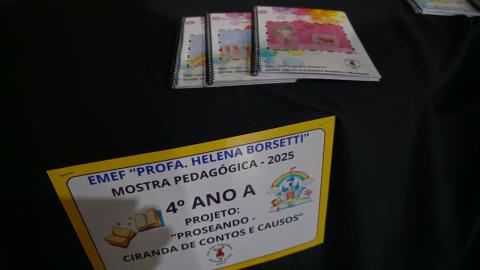 EMEF "PROFA. HELENA BORSETTI"
MOSTRA PEDAGÓGICA - 2025
4º ANO A
PROJETO:
"PROSEANDO -
CIRANDA DE CONTOS E CAUSOS"